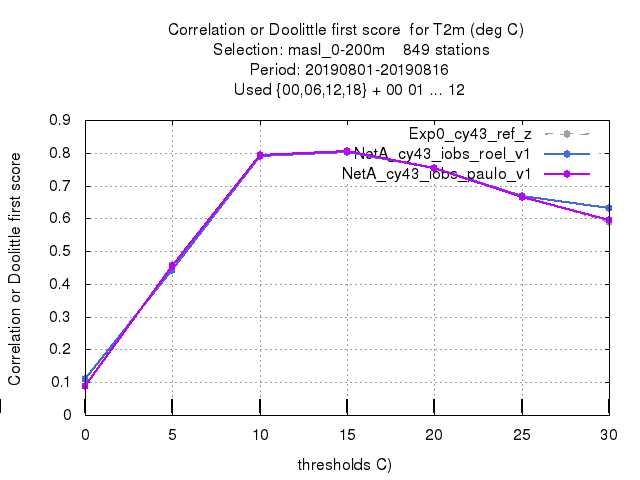 Correlation or Doolittle first score for T2m (deg C)
Selection: masl_0-200m 849 stations
Period: 20190801-20190816
Used {00,06,12,18} + 00 01 ... 12
Correlation or Doolittle first score
0.9
0.8
0.7
0.6
0.5
0.4
0.3
0.2
0.1
0
Exp0_cy43_ref_z
NetA_cy43_iobs_roel_v1
NetA_cy43_iobs_paulo_v1
0 5 10 15 20 25 30
thresholds C)